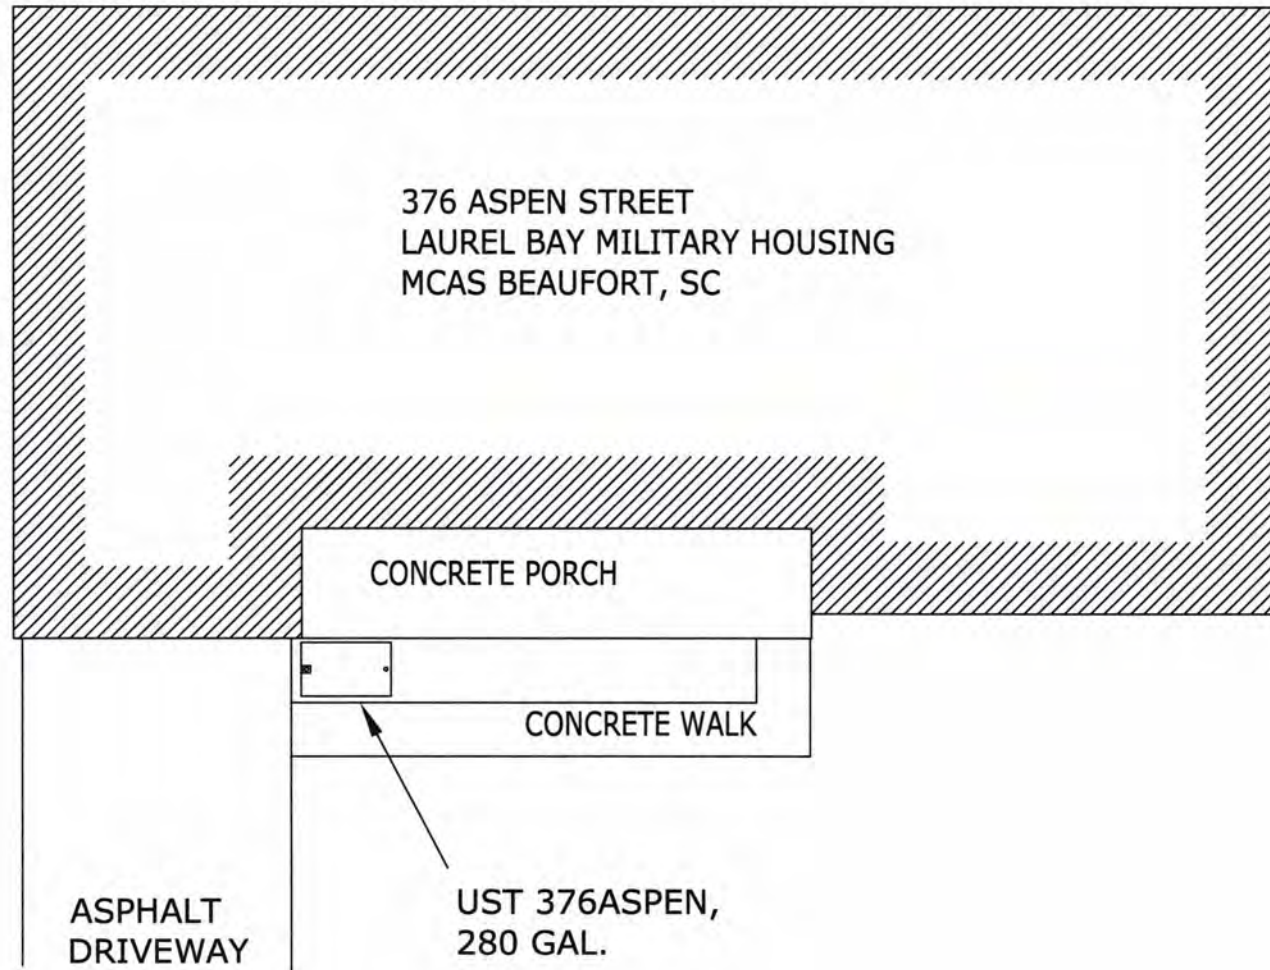 376 ASPEN STREET
LAUREL BAY MILITARY HOUSING
MCAS BEAUFORT, SC
CONCRETE PORCH
CONCRETE WALK
UST 376ASPEN,
280 GAL.
ASPHALT
DRIVEWAY